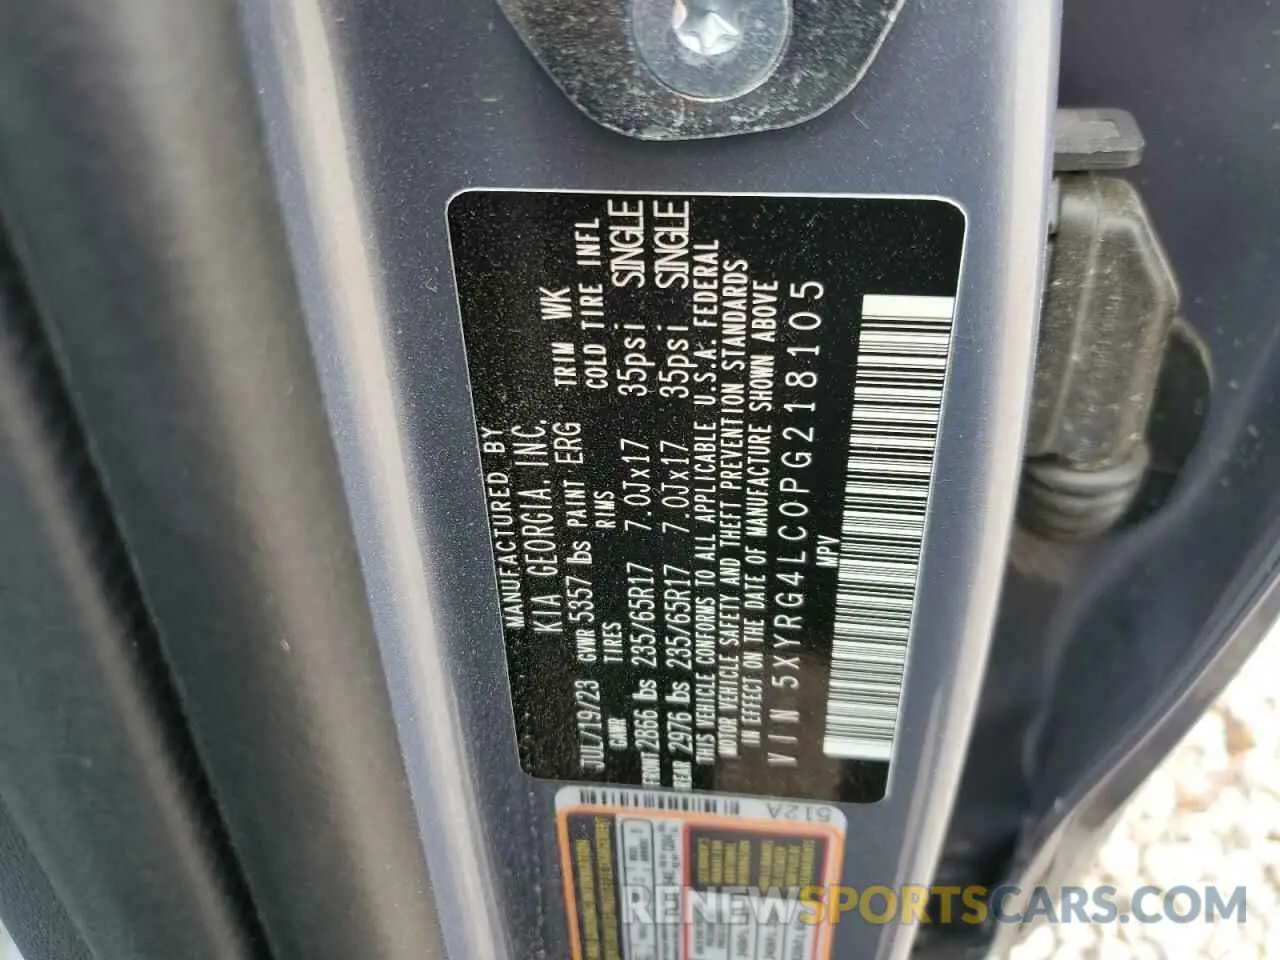 MANUFACTURED BY
KIA GEORGIA, INC.
JUL/19/23 GVWR 5357 lbs PAINT ERG TRIM WK
GAWR TIRES RIMS COLD TIRE INFL
FRONT 2866 lbs 235/65R17 7.0Jx17 35psi SINGLE
REAR 2976 lbs 235/65R17 7.0Jx17 35psi SINGLE
THIS VEHICLE CONFORMS TO ALL APPLICABLE U.S.A. FEDERAL
MOTOR VEHICLE SAFETY AND THEFT PREVENTION STANDARDS
IN EFFECT ON THE DATE OF MANUFACTURE SHOWN ABOVE
VIN 5XYRG4LC0PG218105
MPV
512A
RENEWSPORTSCARS.COM